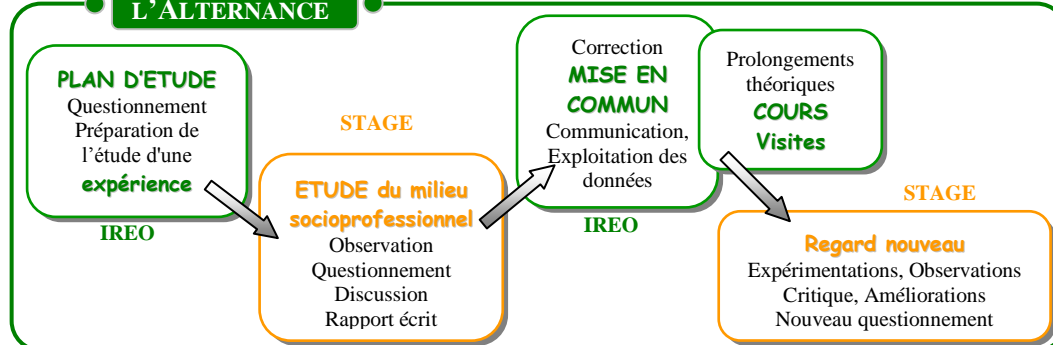 L'ALTERNANCE
PLAN D'ETUDE
Questionnement
Préparation de
l'étude d'une
expérience
IREO
STAGE
ETUDE du milieu
socioprofessionnel
Observation
Questionnement
Discussion
Rapport écrit
Correction
MISE EN
COMMUN
Communication,
Exploitation des
données
IREO
Prolongements
théoriques
COURS
Visites
STAGE
Regard nouveau
Expérimentations, Observations
Critique, Améliorations
Nouveau questionnement